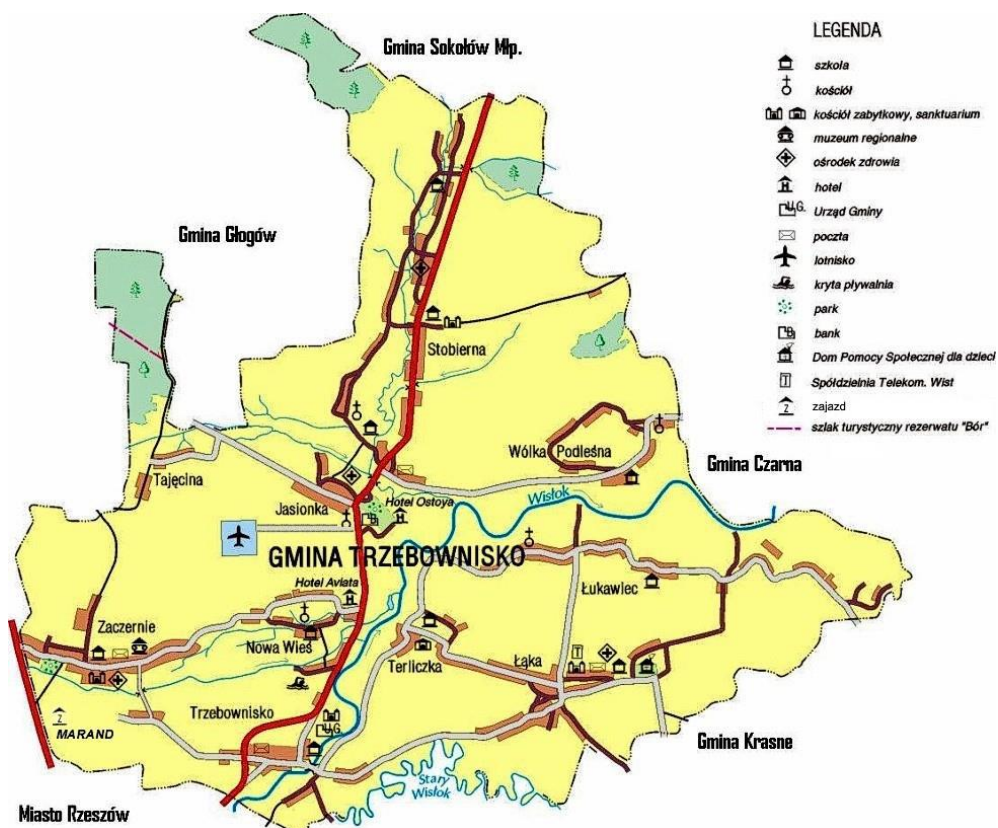 Gmina Sokołów Młp.
Gmina Głogów
Stobierna
Tajęcina
Wólka Podleśna
Gmina Czarna
Wisłok
Jasionka
Hotel Ostoya
GMINA TRZEBOWNISKO
Hotel Aviata
Łukawiec
Zaczernie
Nowa Wieś
Terliczka
Łąka
Trzebownisko
U.G.
MARAND
Gmina Krasne
Stary
Wisłok
Miasto Rzeszów
LEGENDA
szkoła
kościół
kościół zabytkowy, sanktuarium
muzeum regionalne
ośrodek zdrowia
hotel
U.G. Urząd Gminy
poczta
lotnisko
kryta pływalnia
park
bank
Dom Pomocy Społecznej dla dzieci
Spółdzielnia Telekom. Wist
zajazd
szlak turystyczny rezerwatu "Bór"